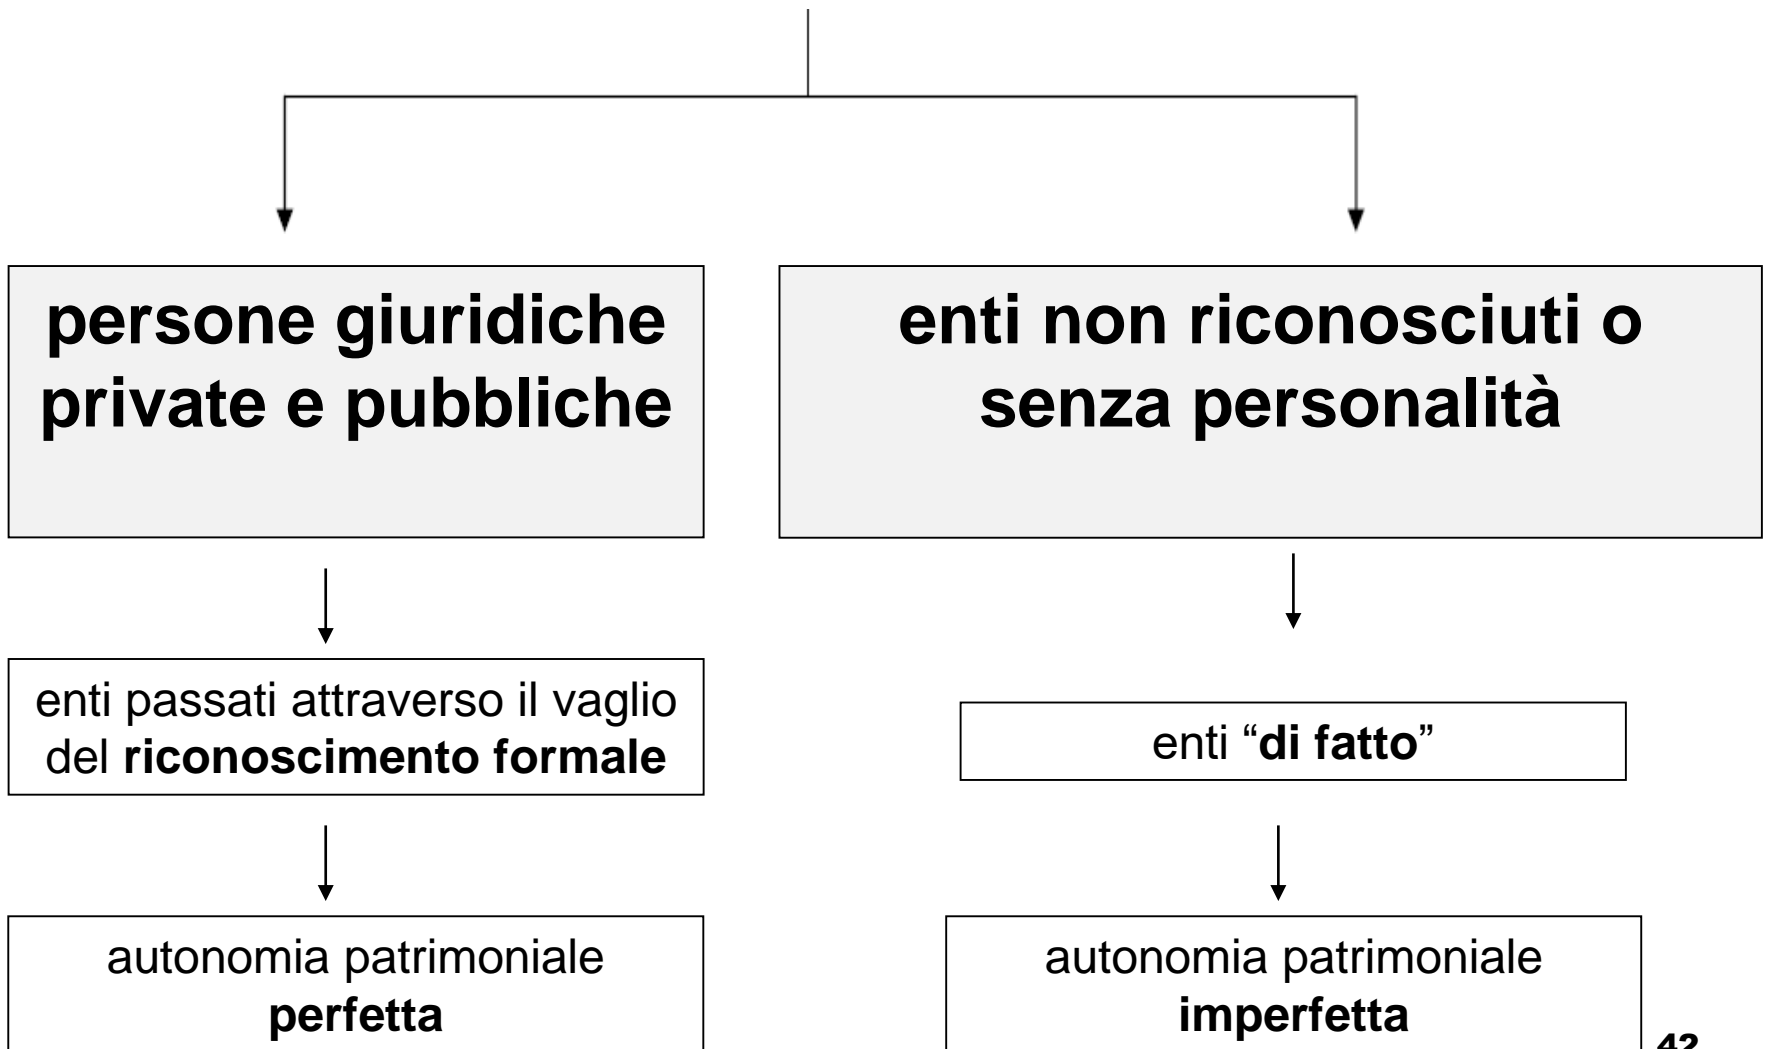 persone giuridiche
private e pubbliche
enti non riconosciuti o
senza personalità
enti passati attraverso il vaglio
del riconoscimento formale
enti “di fatto”
autonomia patrimoniale
perfetta
autonomia patrimoniale
imperfetta
42